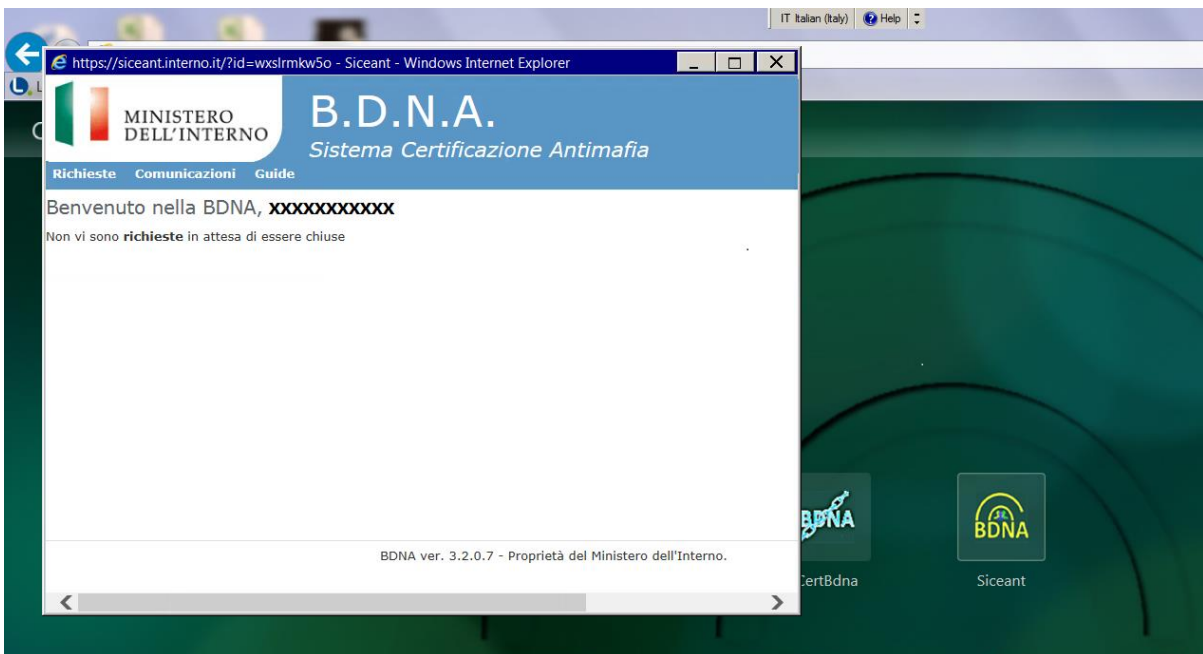 IT Italian (Italy) Help
https://siceant.interno.it/?id=wxslrmkw5o - Siceant - Windows Internet Explorer
MINISTERO
DELL'INTERNO
B.D.N.A.
Sistema Certificazione Antimafia
Richieste Comunicazioni Guide
Benvenuto nella BDNA, xxxxxxxxxxx
Non vi sono richieste in attesa di essere chiuse
BDNA ver. 3.2.0.7 - Proprietà del Ministero dell'Interno.
BDNA
BDNA
CertBdna
Siceant